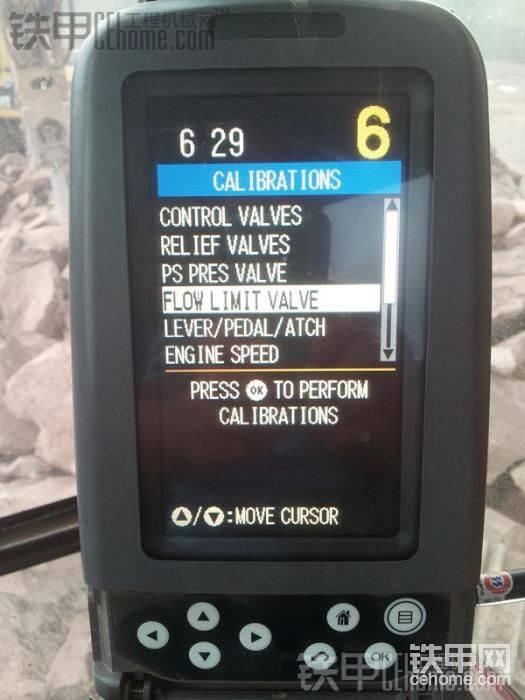 铁甲 工程机械网
CEhome.com
6 29
6
CALIBRATIONS
CONTROL VALVES
RELIEF VALVES
PS PRES VALVE
FLOW LIMIT VALVE
LEVER/PEDAL/ATCH
ENGINE SPEED
PRESS OK TO PERFORM
CALIBRATIONS
:MOVE CURSOR
OK
铁甲网
cehome.com